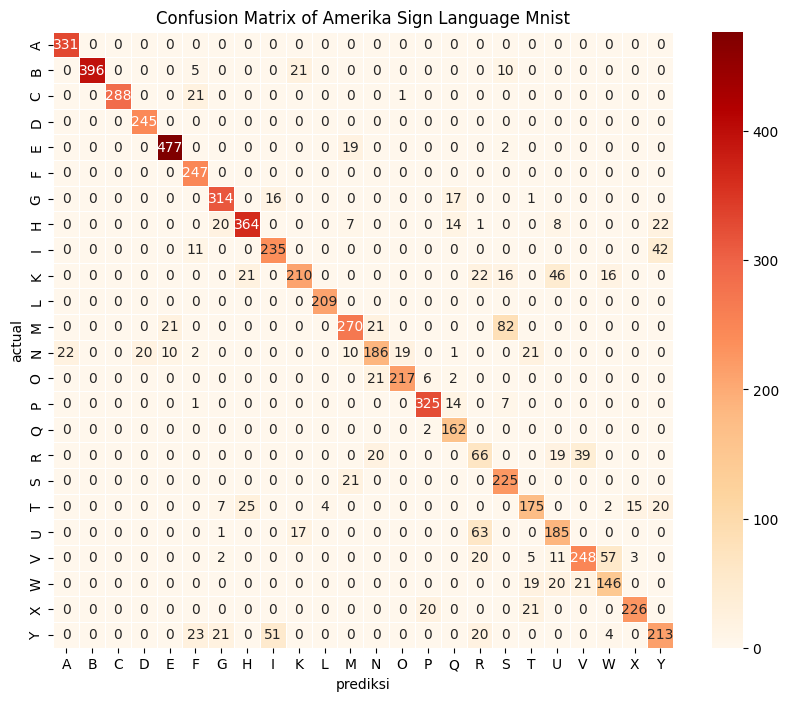 Confusion Matrix of Amerika Sign Language Mnist
A 331 0 0 0 0 0 0 0 0 0 0 0 0 0 0 0 0 0 0 0 0 0 0 0
B 0 396 0 0 0 5 0 0 0 21 0 0 0 0 0 0 0 10 0 0 0 0 0 0
C 0 0 288 0 0 21 0 0 0 0 0 0 0 1 0 0 0 0 0 0 0 0 0 0
D 0 0 0 245 0 0 0 0 0 0 0 0 0 0 0 0 0 0 0 0 0 0 0 0
E 0 0 0 0 477 0 0 0 0 0 0 19 0 0 0 0 0 2 0 0 0 0 0 0
F 0 0 0 0 0 247 0 0 0 0 0 0 0 0 0 0 0 0 0 0 0 0 0 0
G 0 0 0 0 0 0 314 0 16 0 0 0 0 0 0 17 0 0 1 0 0 0 0 0
H 0 0 0 0 0 0 20 364 0 0 0 7 0 0 0 14 1 0 0 8 0 0 0 22
I 0 0 0 0 0 11 0 0 235 0 0 0 0 0 0 0 0 0 0 0 0 0 0 42
K 0 0 0 0 0 0 0 21 0 210 0 0 0 0 0 0 22 16 0 46 0 16 0 0
L 0 0 0 0 0 0 0 0 0 0 209 0 0 0 0 0 0 0 0 0 0 0 0 0
M 0 0 0 0 21 0 0 0 0 0 0 270 21 0 0 0 0 82 0 0 0 0 0 0
N 22 0 0 20 10 2 0 0 0 0 0 10 186 19 0 1 0 0 21 0 0 0 0 0
O 0 0 0 0 0 0 0 0 0 0 0 0 21 217 6 2 0 0 0 0 0 0 0 0
P 0 0 0 0 0 1 0 0 0 0 0 0 0 0 325 14 0 7 0 0 0 0 0 0
Q 0 0 0 0 0 0 0 0 0 0 0 0 0 0 2 162 0 0 0 0 0 0 0 0
R 0 0 0 0 0 0 0 0 0 0 0 0 20 0 0 0 66 0 0 19 39 0 0 0
S 0 0 0 0 0 0 0 0 0 0 0 21 0 0 0 0 0 225 0 0 0 0 0 0
T 0 0 0 0 0 0 7 25 0 0 4 0 0 0 0 0 0 0 175 0 0 2 15 20
U 0 0 0 0 0 0 1 0 0 17 0 0 0 0 0 0 63 0 0 185 0 0 0 0
V 0 0 0 0 0 0 2 0 0 0 0 0 0 0 0 0 20 0 5 11 248 57 3 0
W 0 0 0 0 0 0 0 0 0 0 0 0 0 0 0 0 0 0 19 20 21 146 0 0
X 0 0 0 0 0 0 0 0 0 0 0 0 0 0 20 0 0 0 21 0 0 0 226 0
Y 0 0 0 0 0 23 21 0 51 0 0 0 0 0 0 0 20 0 0 0 0 4 0 213
A B C D E F G H I K L M N O P Q R S T U V W X Y
prediksi
actual
400
300
200
100
0